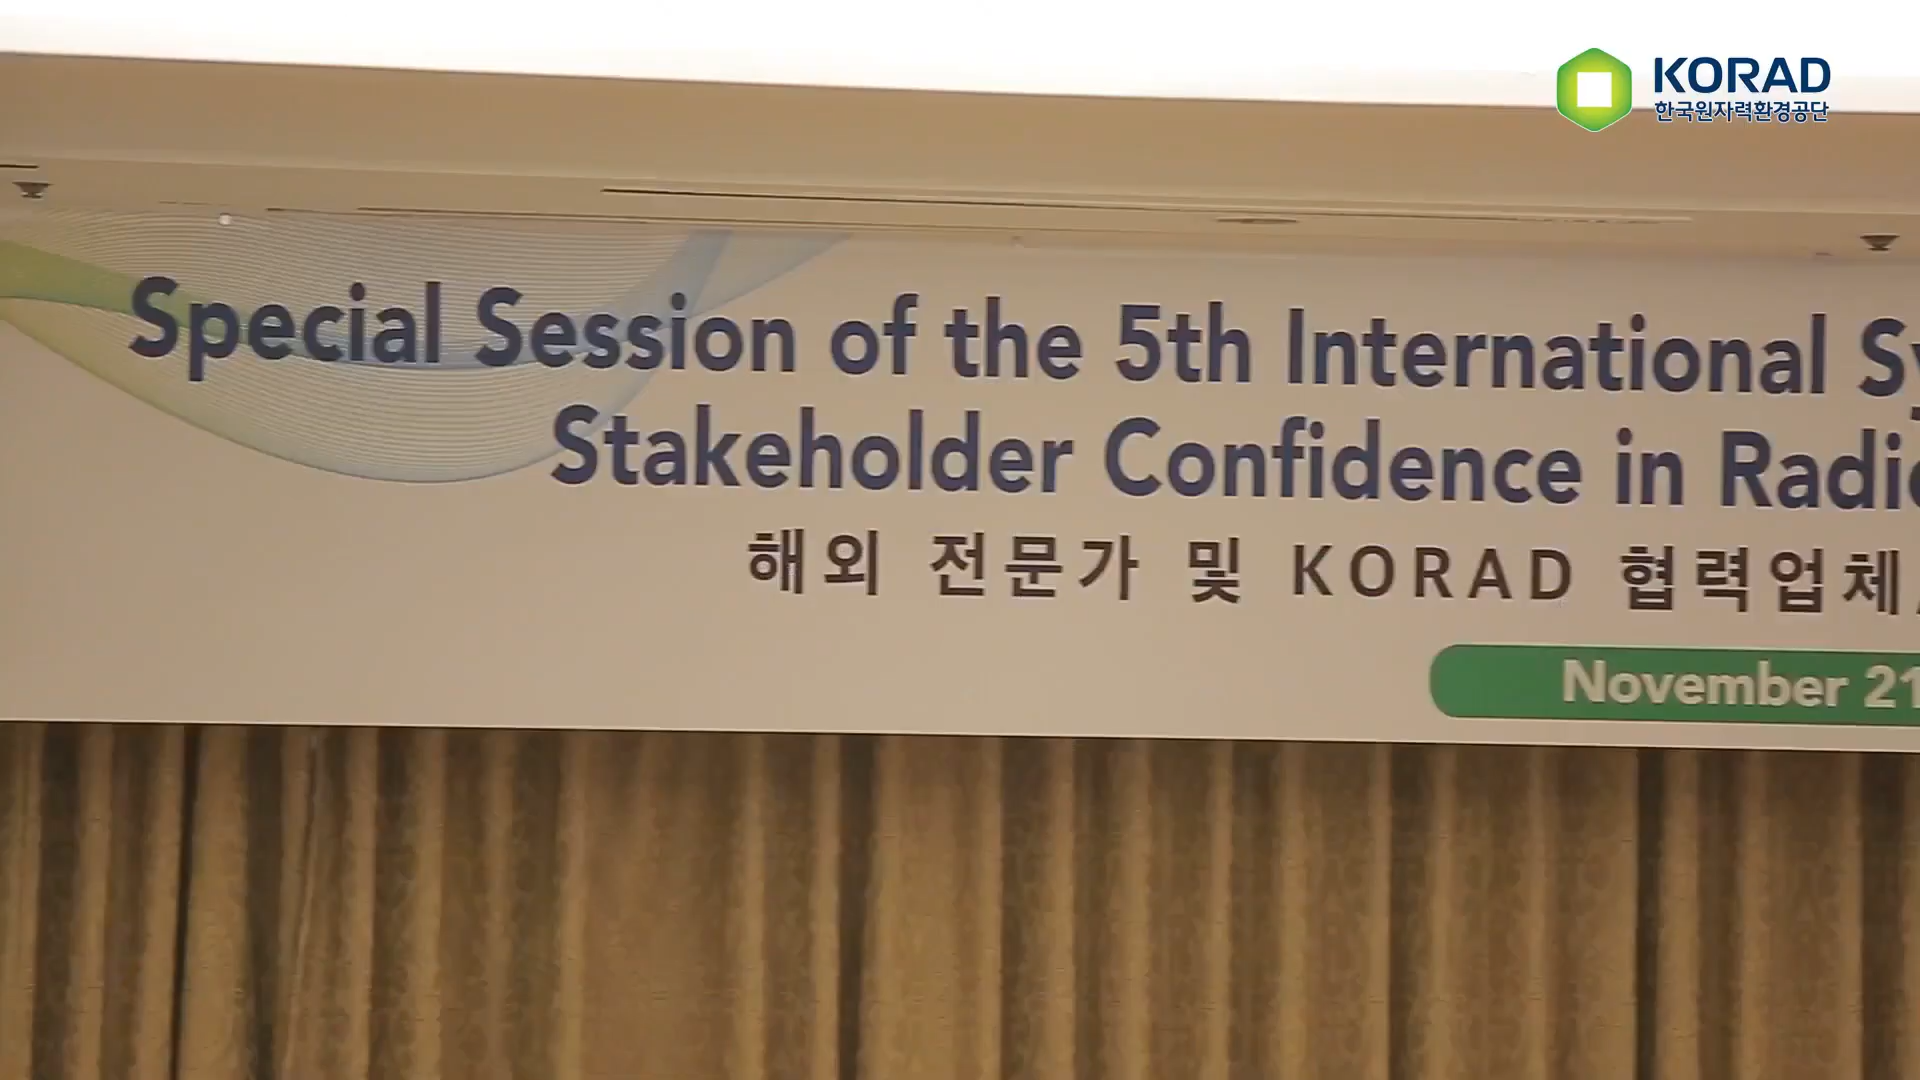 KORAD
한국원자력환경공단
Special Session of the 5th International
Stakeholder Confidence in
해외 전문가 및 KORAD 협력업체
November 21